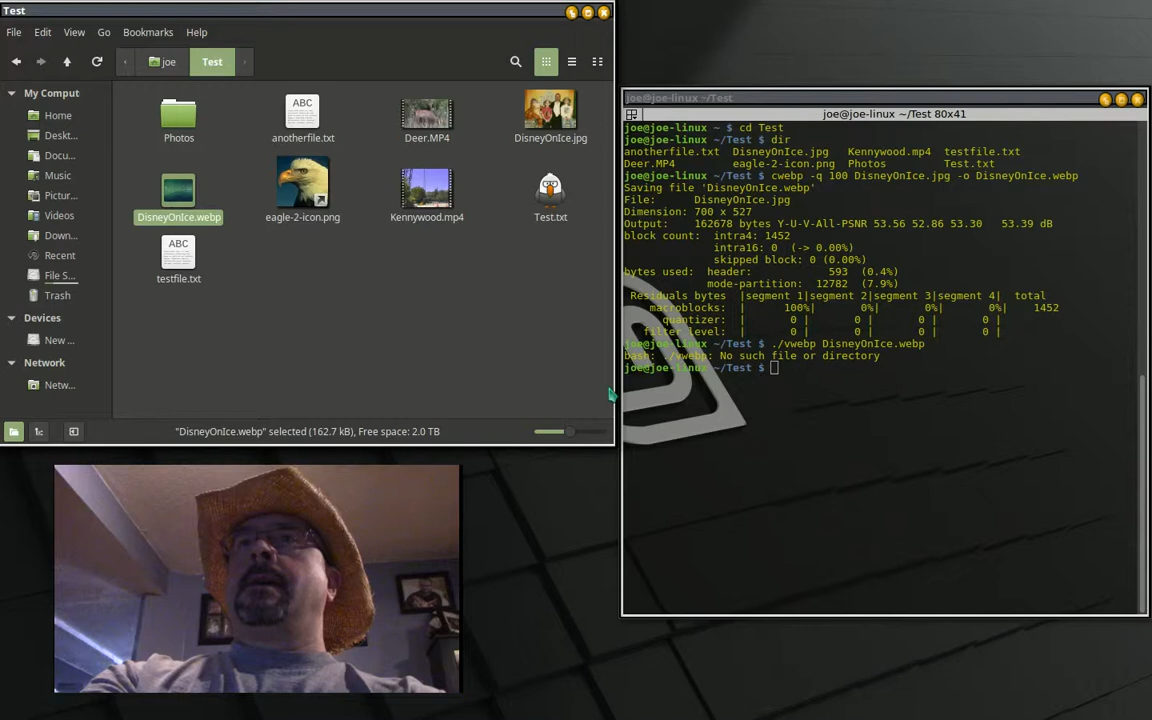 Test
File Edit View Go Bookmarks Help
joe Test
My Comput
Home
Deskt...
Docu...
Music
Pictur...
Videos
Down...
Recent
File S...
Trash
Devices
New ...
Network
Netw...
Photos
ABC
anotherfile.txt
Deer.MP4
DisneyOnIce.jpg
DisneyOnIce.webp
eagle-2-icon.png
Kennywood.mp4
Test.txt
ABC
testfile.txt
"DisneyOnIce.webp" selected (162.7 kB), Free space: 2.0 TB
joe@joe-linux ~/Test
joe@joe-linux ~/Test 80x41
joe@joe-linux ~ $ cd Test
joe@joe-linux ~/Test $ dir
anotherfile.txt DisneyOnIce.jpg Kennywood.mp4 testfile.txt
Deer.MP4 eagle-2-icon.png Photos Test.txt
joe@joe-linux ~/Test $ cwebp -q 100 DisneyOnIce.jpg -o DisneyOnIce.webp
Saving file 'DisneyOnIce.webp'
File: DisneyOnIce.jpg
Dimension: 700 x 527
Output: 162678 bytes Y-U-V-All-PSNR 53.56 52.86 53.30 53.39 dB
block count: intra4: 1452
intra16: 0 (-> 0.00%)
skipped block: 0 (0.00%)
bytes used: header: 593 (0.4%)
mode-partition: 12782 (7.9%)
Residuals bytes |segment 1|segment 2|segment 3|segment 4| total
macroblocks: | 100%| 0%| 0%| 0%| 1452
quantizer: | 0 | 0 | 0 | 0 |
filter level: | 0 | 0 | 0 | 0 |
joe@joe-linux ~/Test $ ./vwebp DisneyOnIce.webp
bash: ./vwebp: No such file or directory
joe@joe-linux ~/Test $